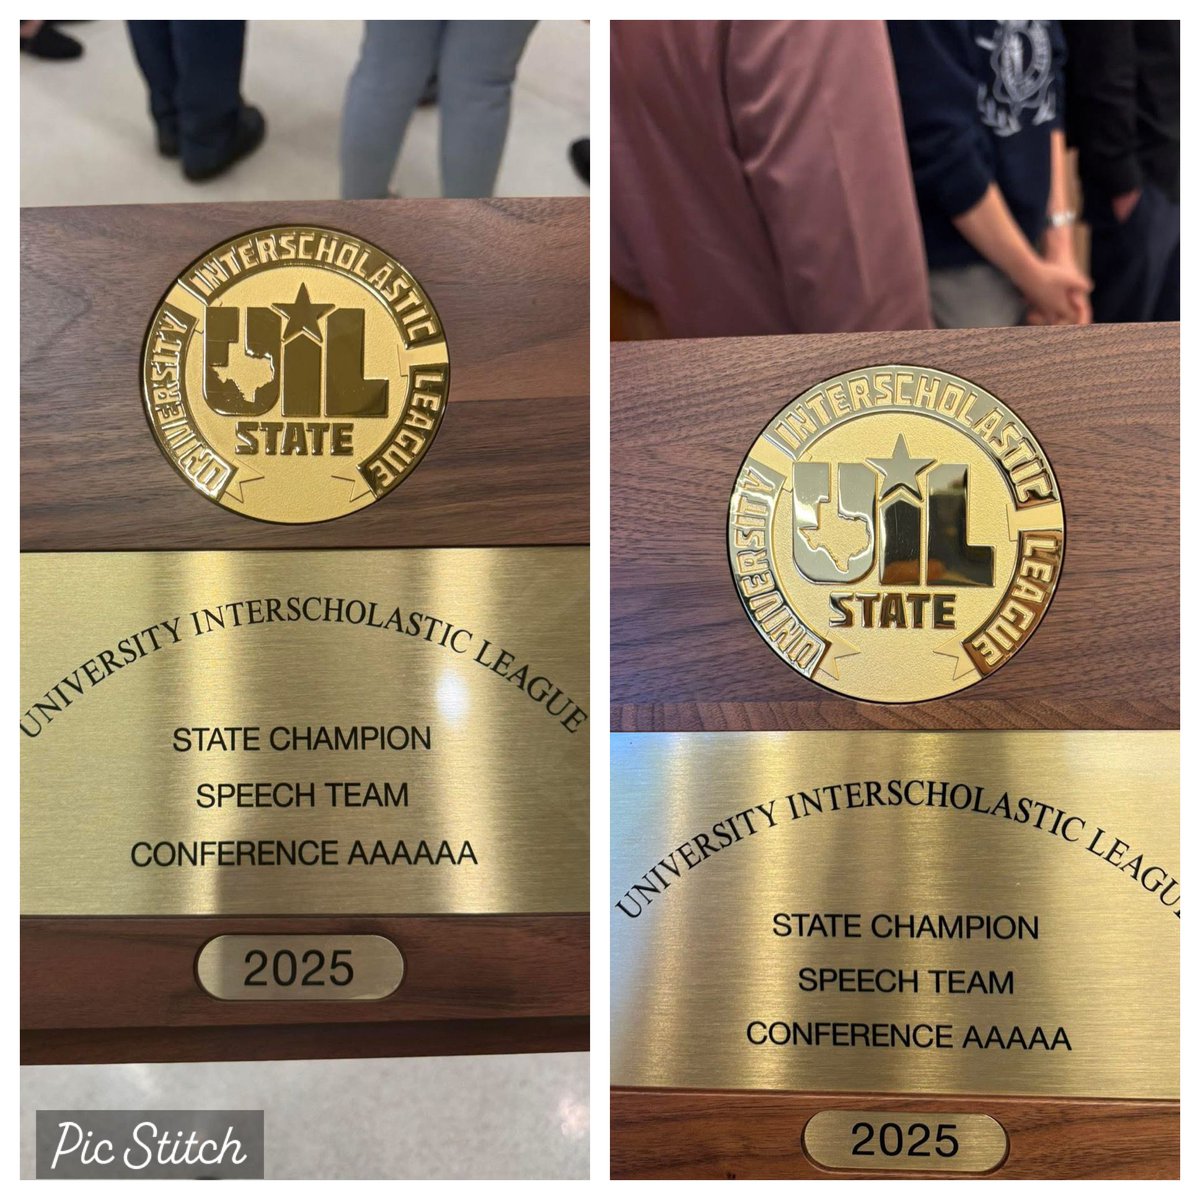 UNIVERSITY INTERSCHOLASTIC LEAGUE
UIL
STATE
UNIVERSITY INTERSCHOLASTIC LEAGUE
STATE CHAMPION
SPEECH TEAM
CONFERENCE AAAAAA
2025
Pic Stitch
UNIVERSITY INTERSCHOLASTIC LEAGUE
UIL
STATE
UNIVERSITY INTERSCHOLASTIC LEAGU
STATE CHAMPION
SPEECH TEAM
CONFERENCE AAAAA
2025